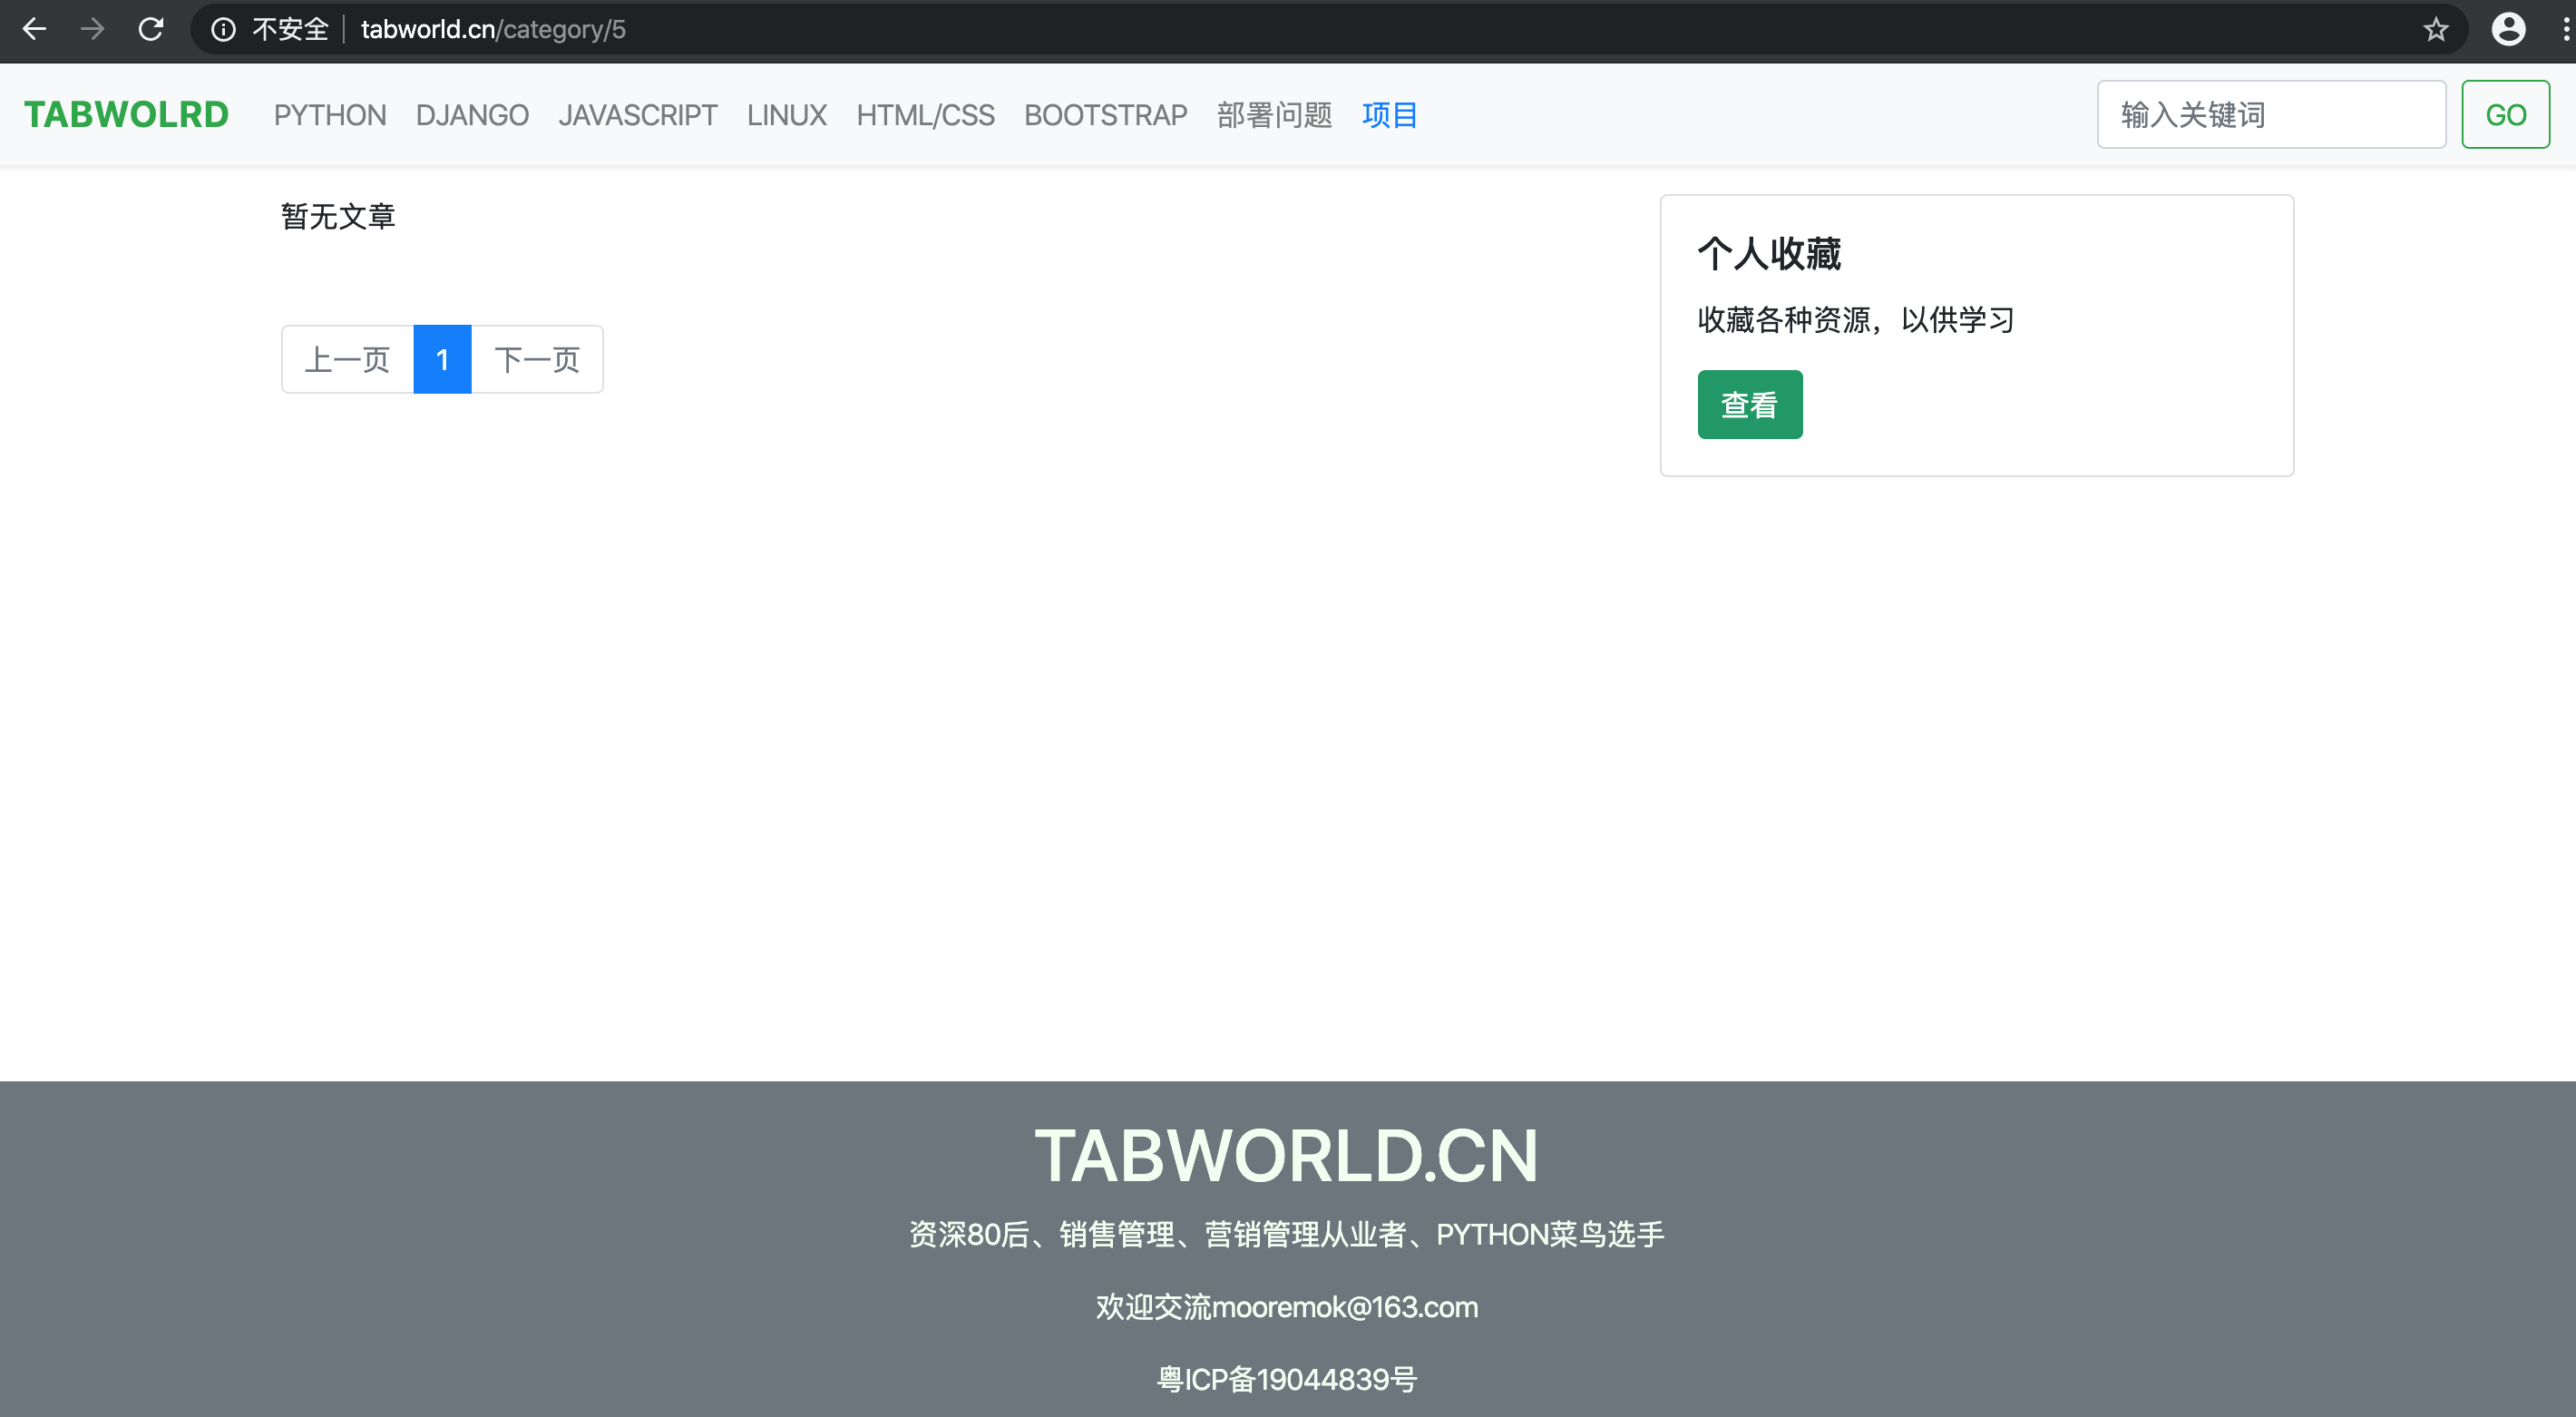 不安全 tabworld.cn/category/5
TABWOLRD PYTHON DJANGO JAVASCRIPT LINUX HTML/CSS BOOTSTRAP 部署问题 项目 输入关键词 GO
暂无文章
上一页 1 下一页
个人收藏
收藏各种资源，以供学习
查看
TABWORLD.CN
资深80后、销售管理、营销管理从业者、PYTHON菜鸟选手
欢迎交流mooremok@163.com
粤ICP备19044839号